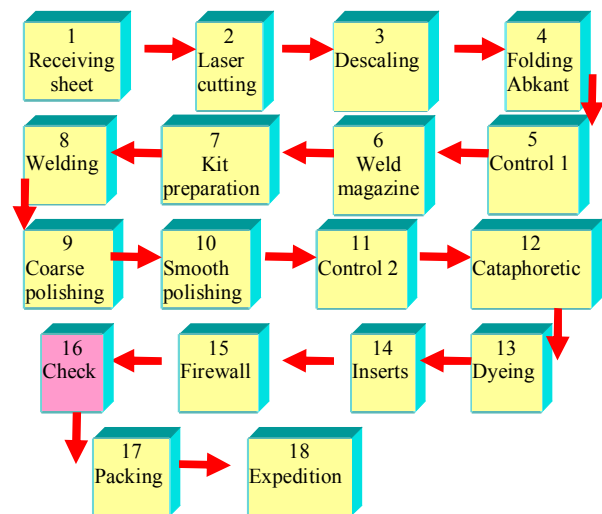 1
Receiving
sheet
2
Laser
cutting
3
Descaling
4
Folding
Abkant
5
Control 1
6
Weld
magazine
7
Kit
preparation
8
Welding
9
Coarse
polishing
10
Smooth
polishing
11
Control 2
12
Cataphoretic
13
Dyeing
14
Inserts
15
Firewall
16
Check
17
Packing
18
Expedition